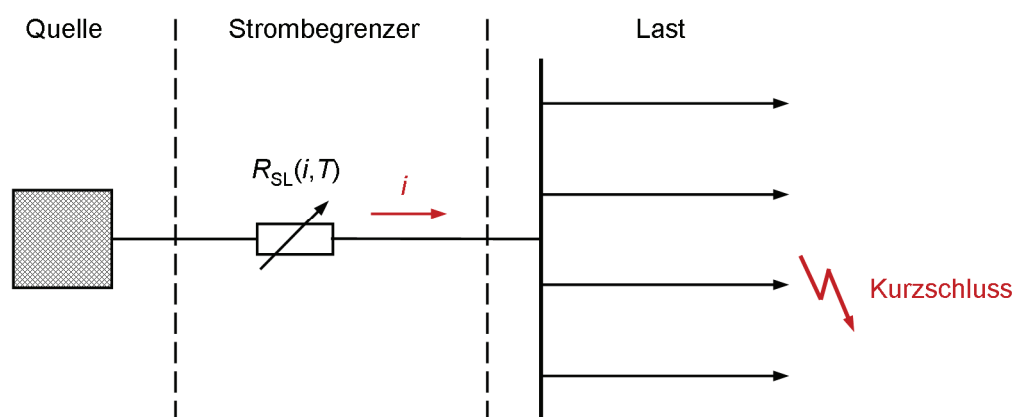 Quelle
Strombegrenzer
Last
R_SL(i,T)
i
Kurzschluss